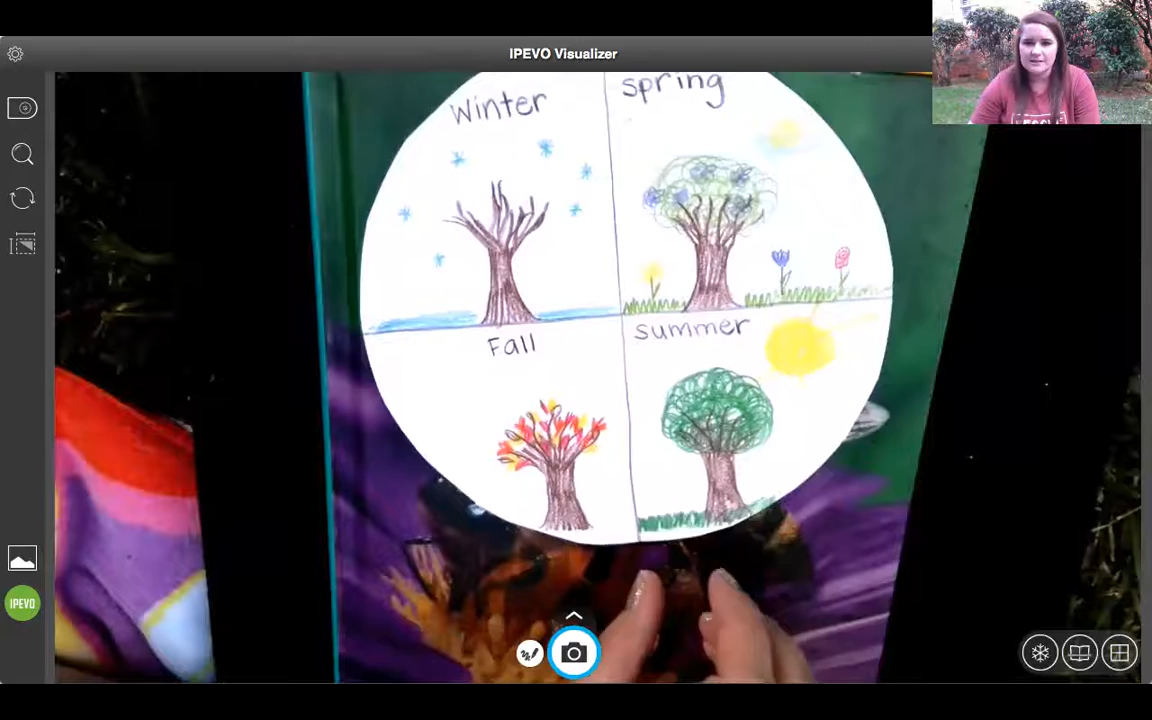 IPEVO Visualizer
Winter
spring
Fall
summer
IPEVO